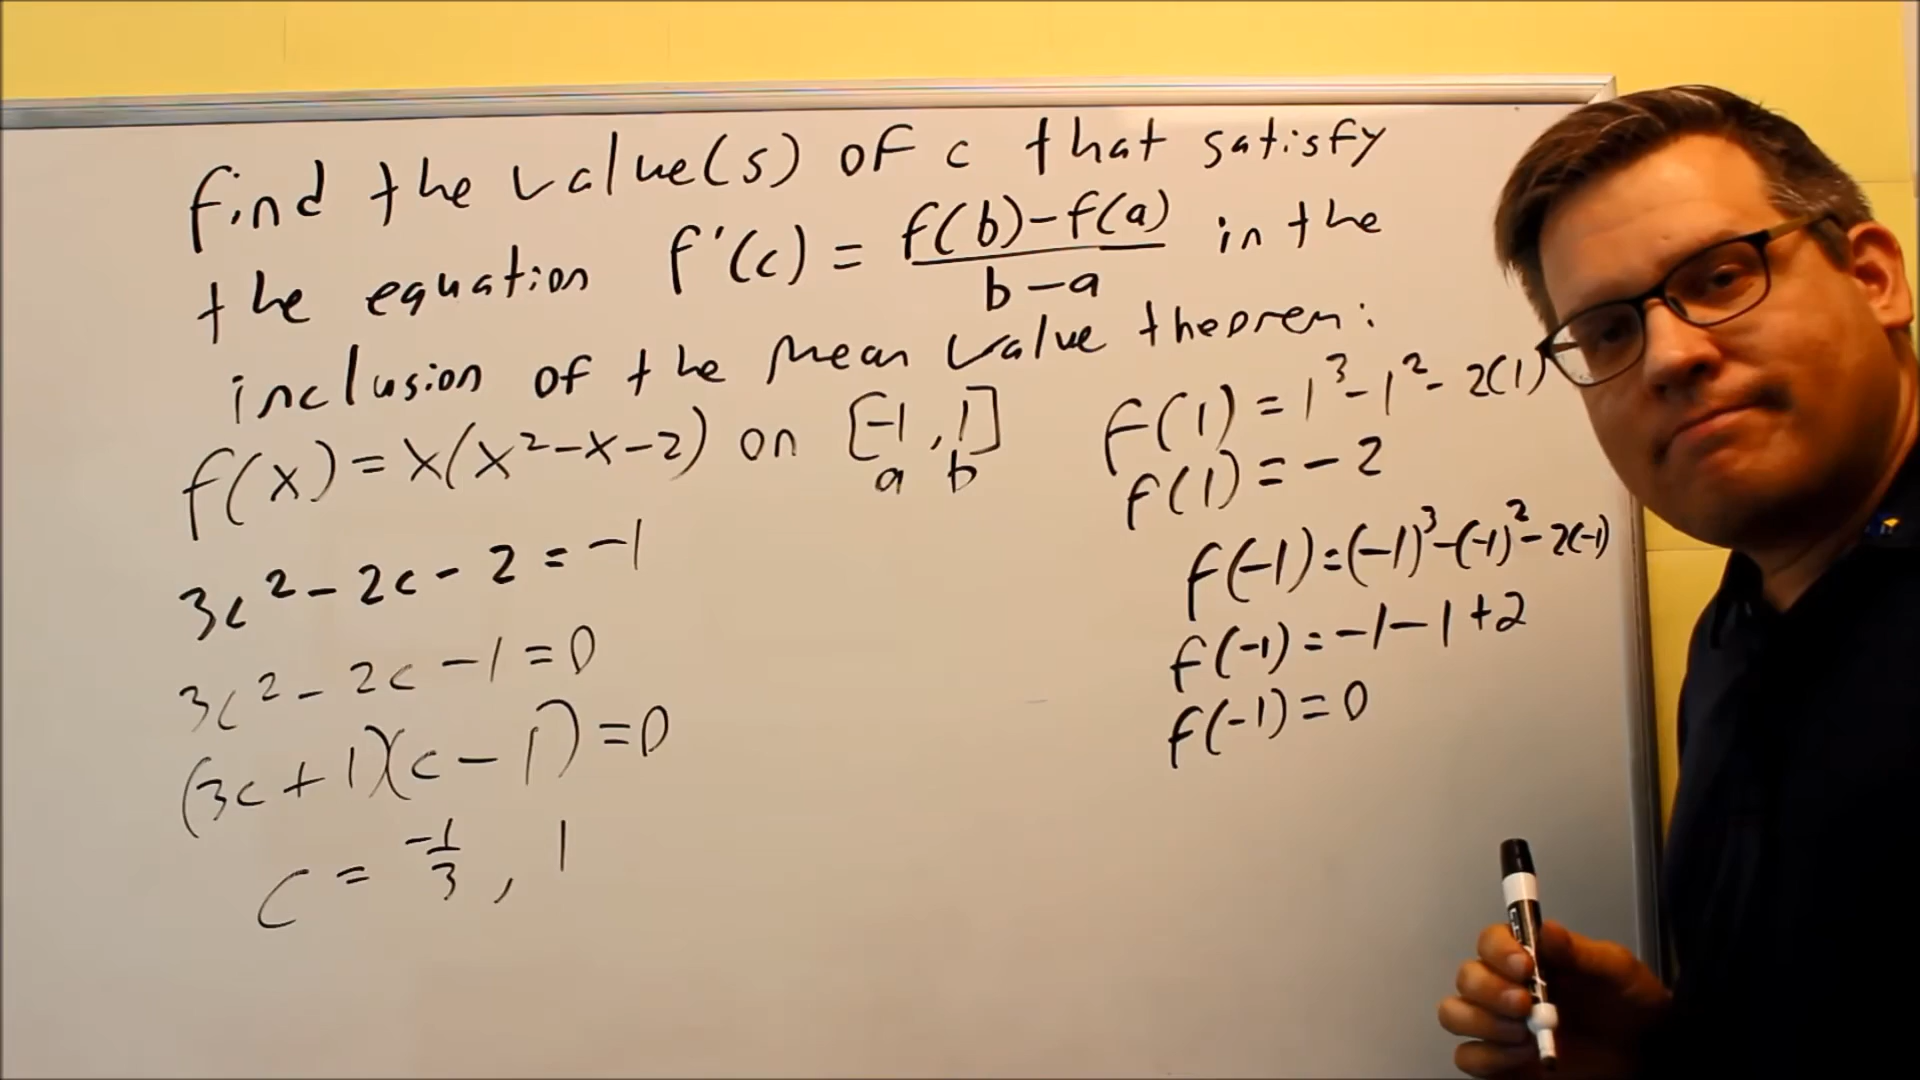 Find the value(s) of c that satisfy
the equation f'(c) = f(b)-f(a) / b-a in the
inclusion of the Mean Value theorem:
f(x)=x(x²-x-2) on [-1, 1]
a b
3c²-2c-2=-1
3c²-2c-1=0
(3c+1)(c-1)=0
c = -1/3, 1
f(1)=1³-1²-2(1)
f(1)=-2
f(-1)=(-1)³-(-1)²-2(-1)
f(-1)=-1-1+2
f(-1)=0